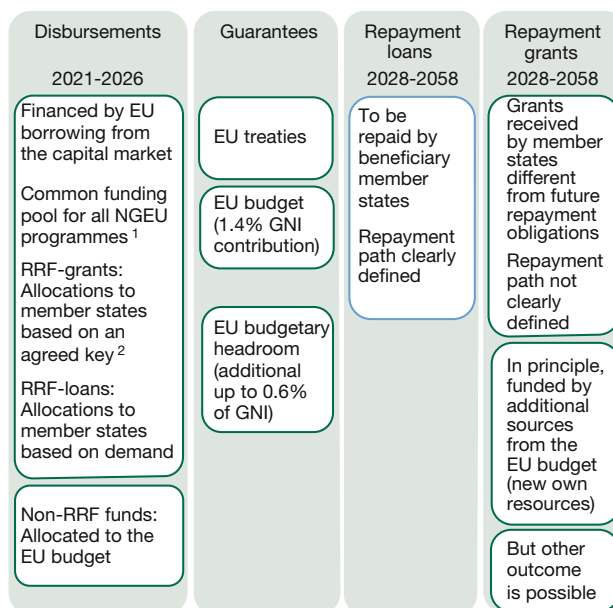 Disbursements
2021-2026
Financed by EU
borrowing from
the capital market
Common funding
pool for all NGEU
programmes 1
RRF-grants:
Allocations to
member states
based on an
agreed key 2
RRF-loans:
Allocations to
member states
based on demand
Non-RRF funds:
Allocated to the
EU budget
Guarantees
EU treaties
EU budget
(1.4% GNI
contribution)
EU budgetary
headroom
(additional
up to 0.6%
of GNI)
Repayment
loans
2028-2058
To be
repaid by
beneficiary
member
states
Repayment
path clearly
defined
Repayment
grants
2028-2058
Grants
received
by member
states
different
from future
repayment
obligations
Repayment
path not
clearly
defined
In principle,
funded by
additional
sources
from the
EU budget
(new own
resources)
But other
outcome
is possible